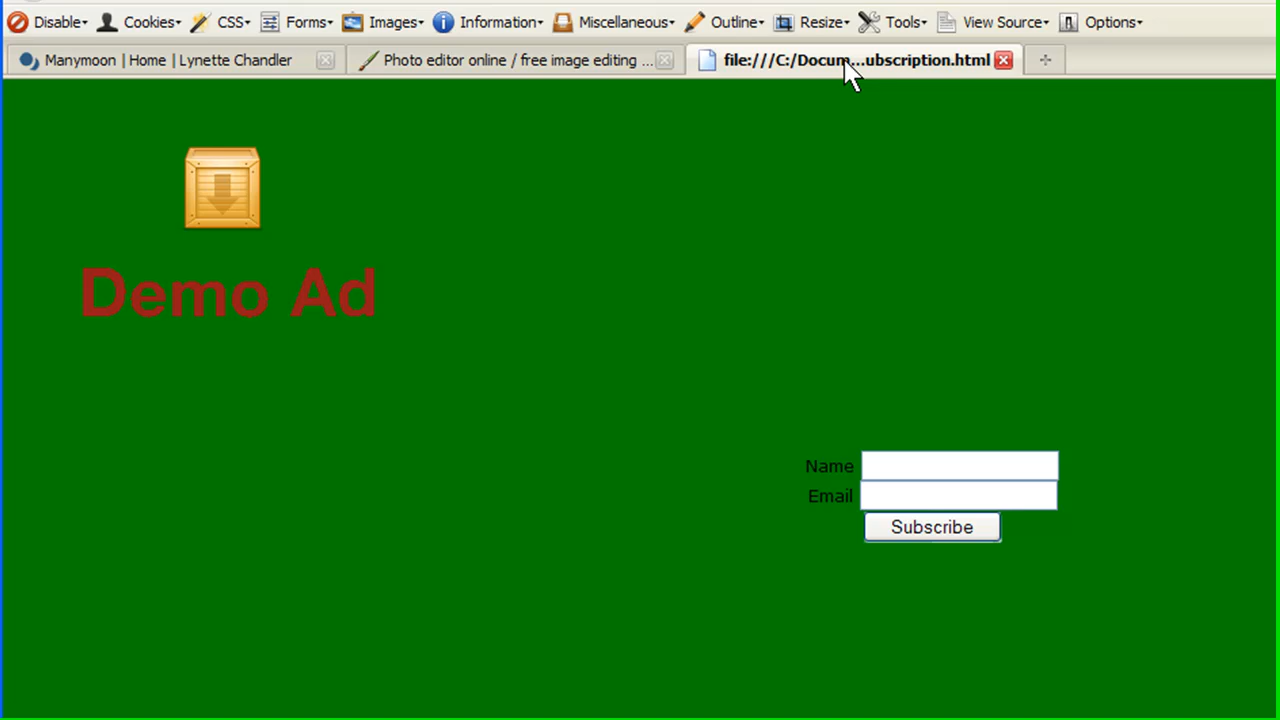 Disable▾ Cookies▾ CSS▾ Forms▾ Images▾ Information▾ Miscellaneous▾ Outline▾ Resize▾ Tools▾ View Source▾ Options▾
Manymoon | Home | Lynette Chandler Photo editor online / free image editing ... file:///C:/Docum...ubscription.html
Demo Ad
Name
Email
Subscribe